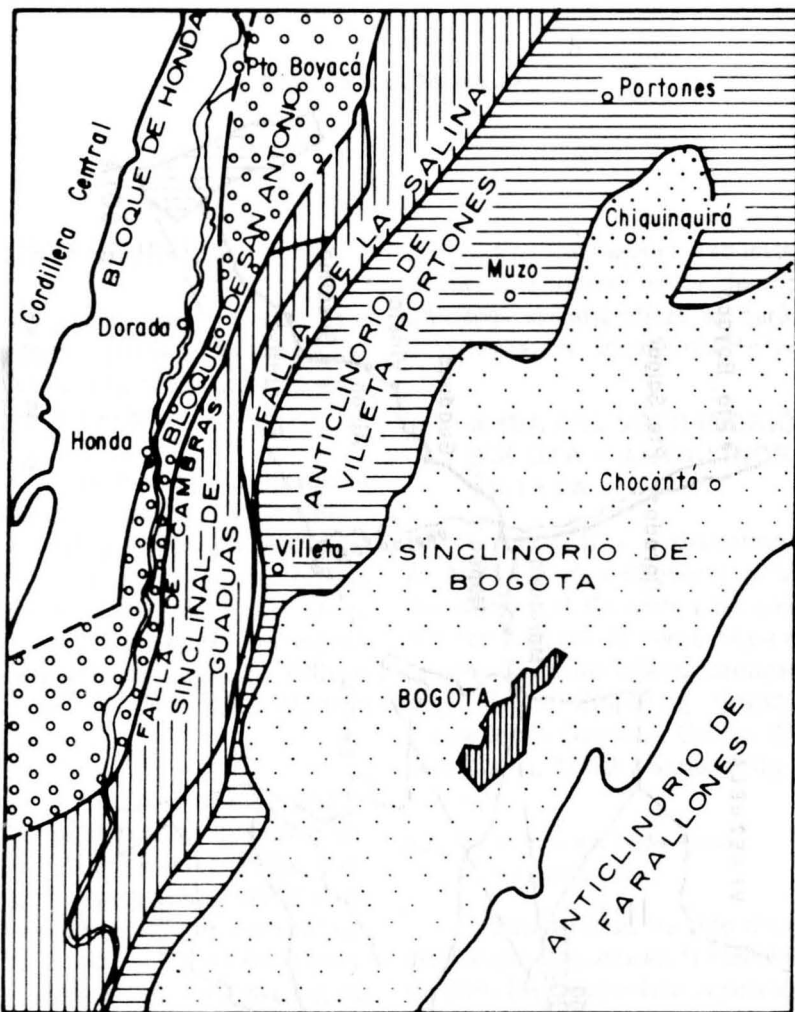 Cordillera Central
BLOQUE DE HONDA
Pto. Boyacá
BLOQUE DE SAN ANTONIO
FALLA DE LA SALINA
ANTICLINORIO DE
VILLETA PORTONES
Portones
Chiquinquirá
Muzo
Dorada
Honda
FALLA DE CAMBRAS
SINCLINAL DE
GUADUAS
Villeta
Choconta
SINCLINORIO DE
BOGOTA
BOGOTA
ANTICLINORIO DE
FARALLONES